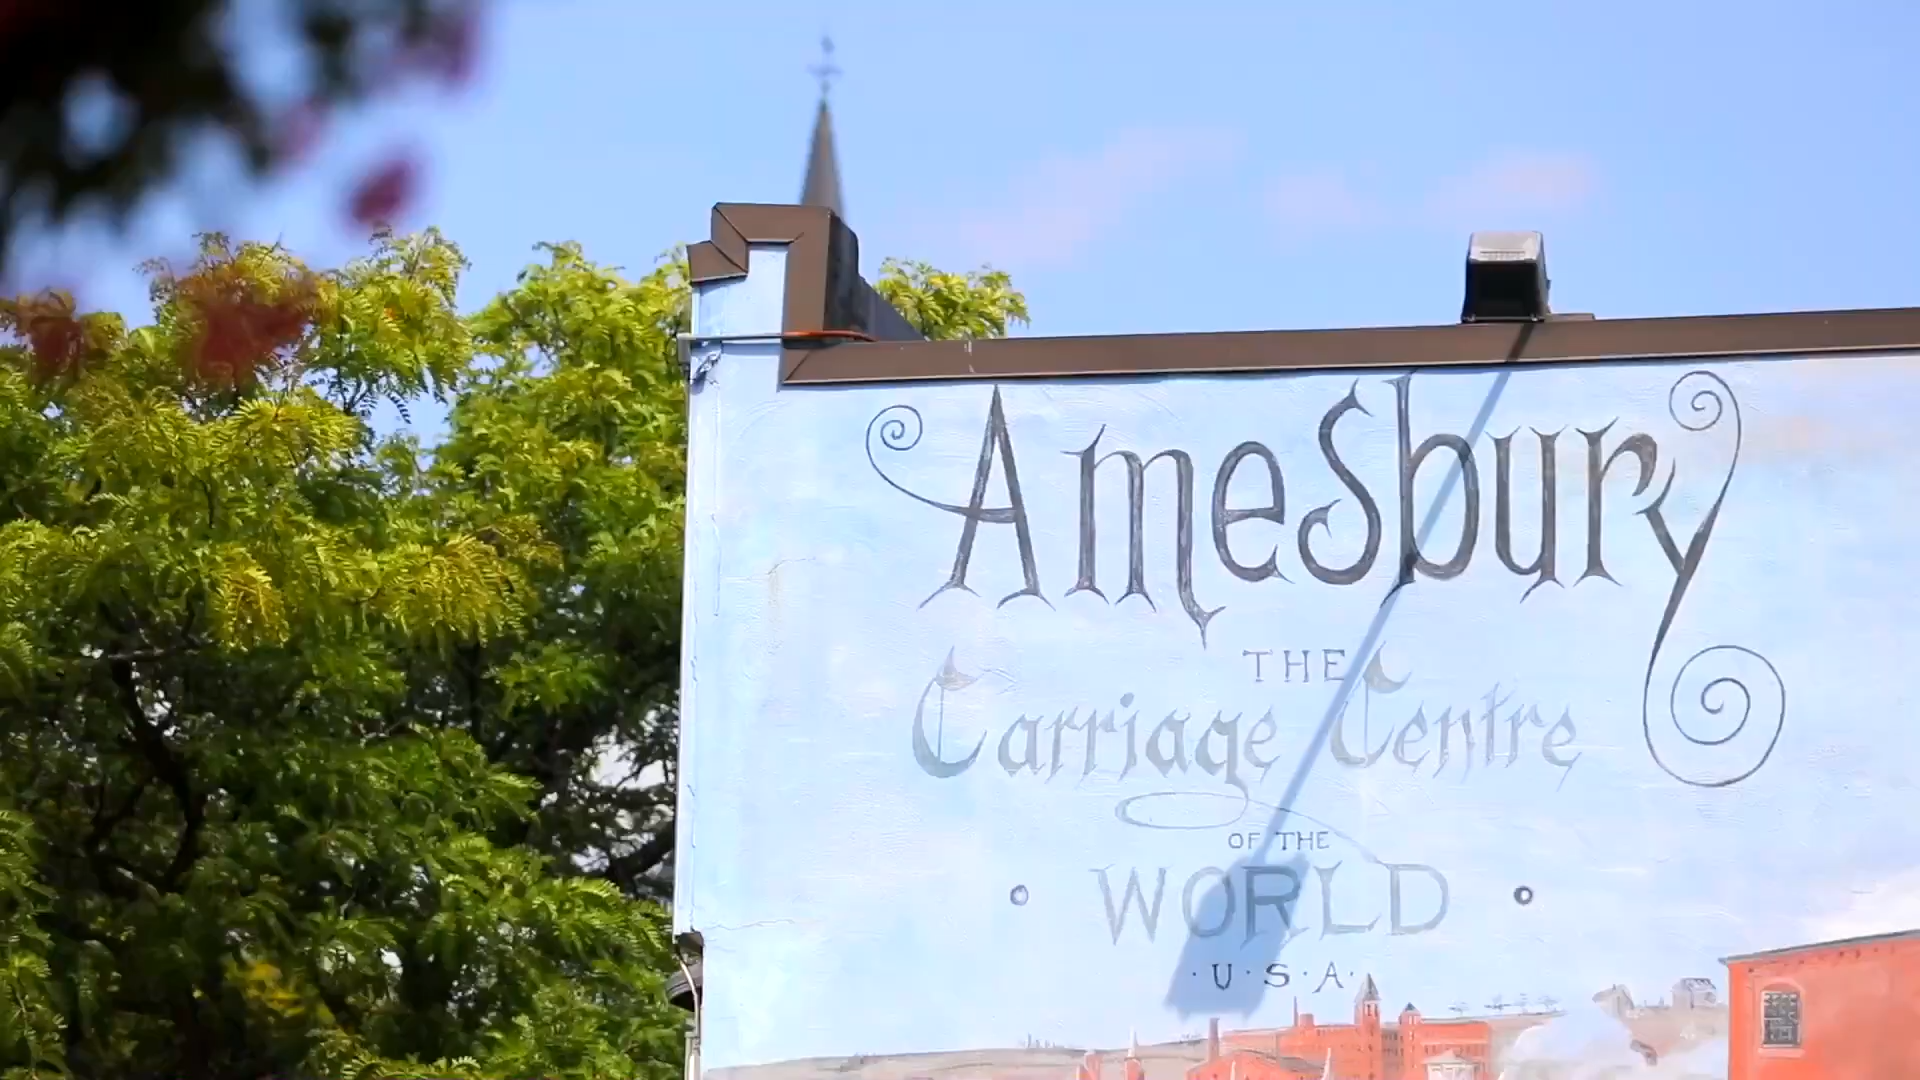 Amesbury
THE
Carriage Centre
OF THE
• WORLD •
· U · S · A ·